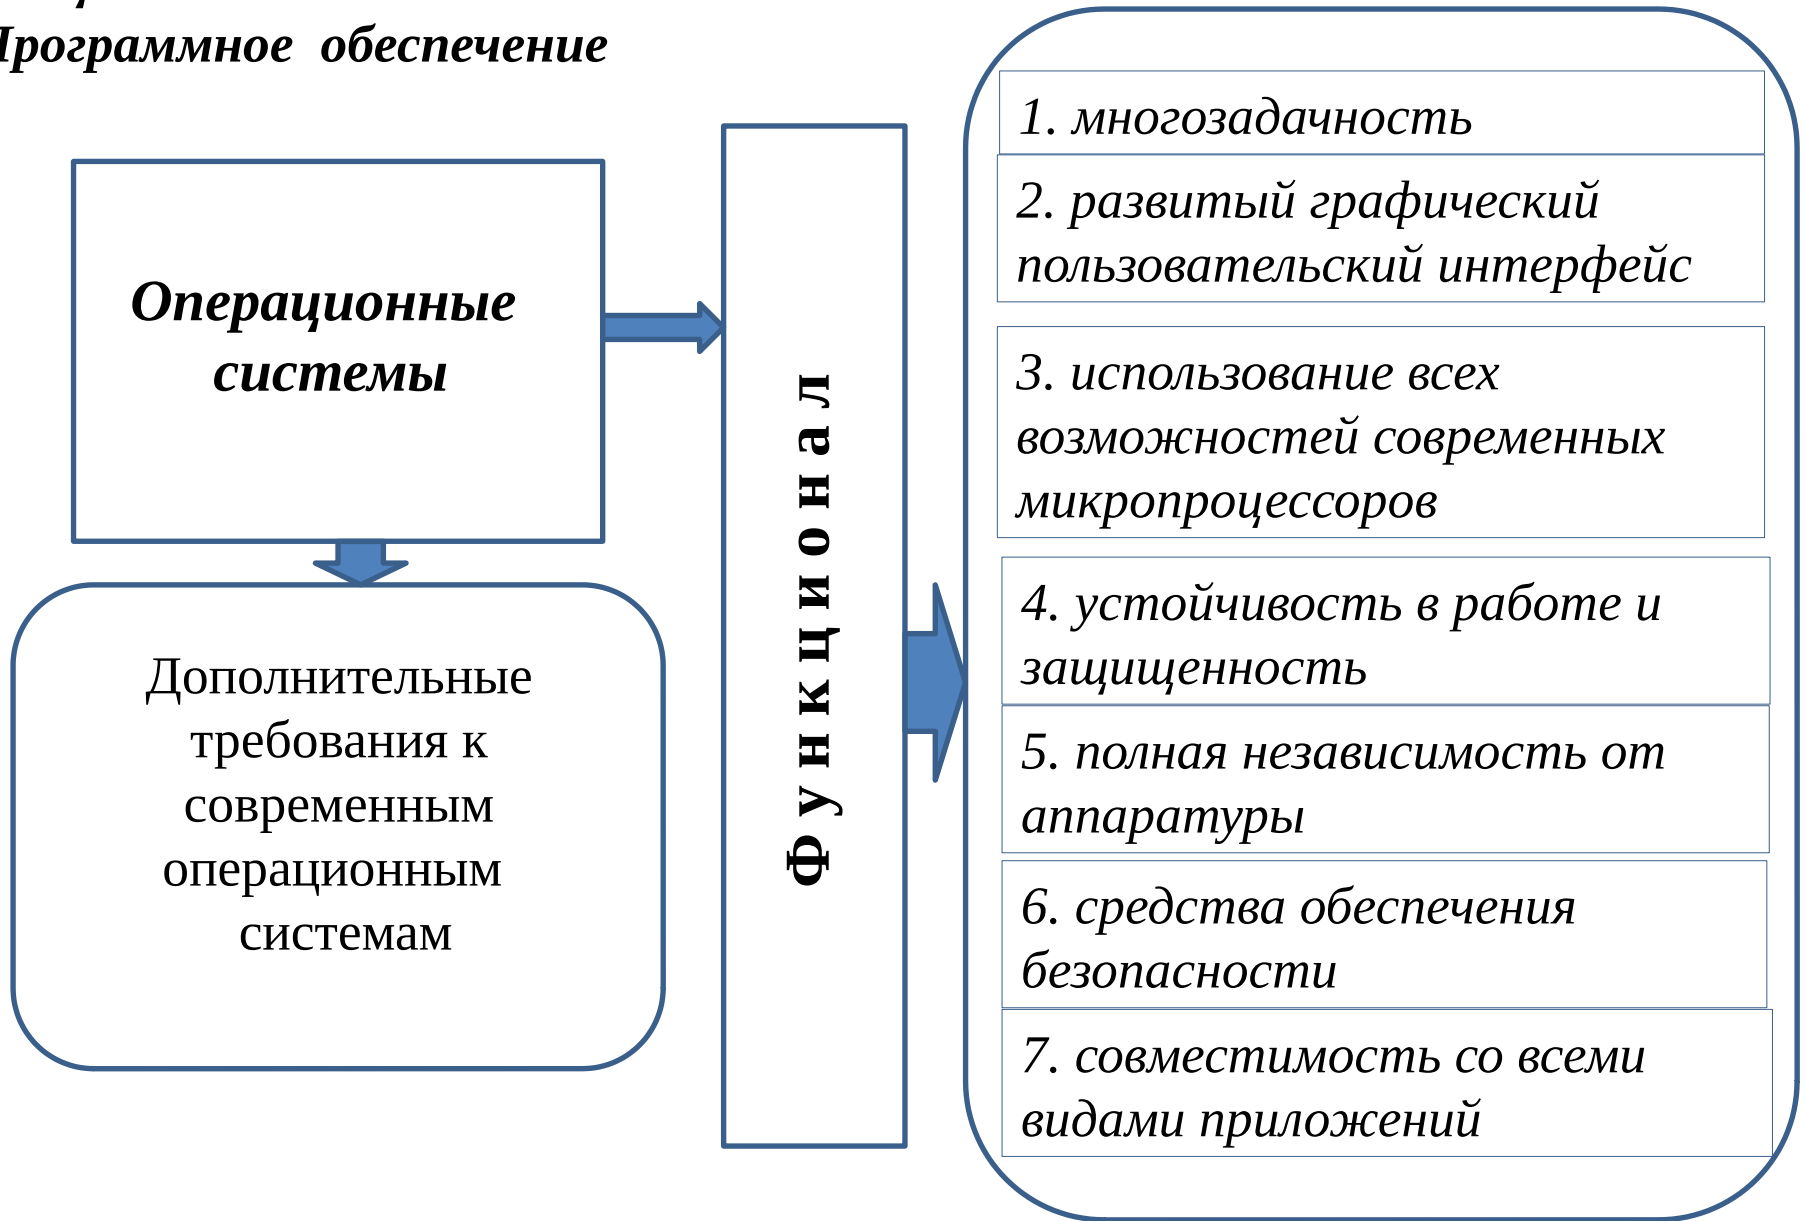 Программное обеспечение
Операционные
системы
Дополнительные
требования к
современным
операционным
системам
Функционал
1. многозадачность
2. развитый графический
пользовательский интерфейс
3. использование всех
возможностей современных
микропроцессоров
4. устойчивость в работе и
защищенность
5. полная независимость от
аппаратуры
6. средства обеспечения
безопасности
7. совместимость со всеми
видами приложений